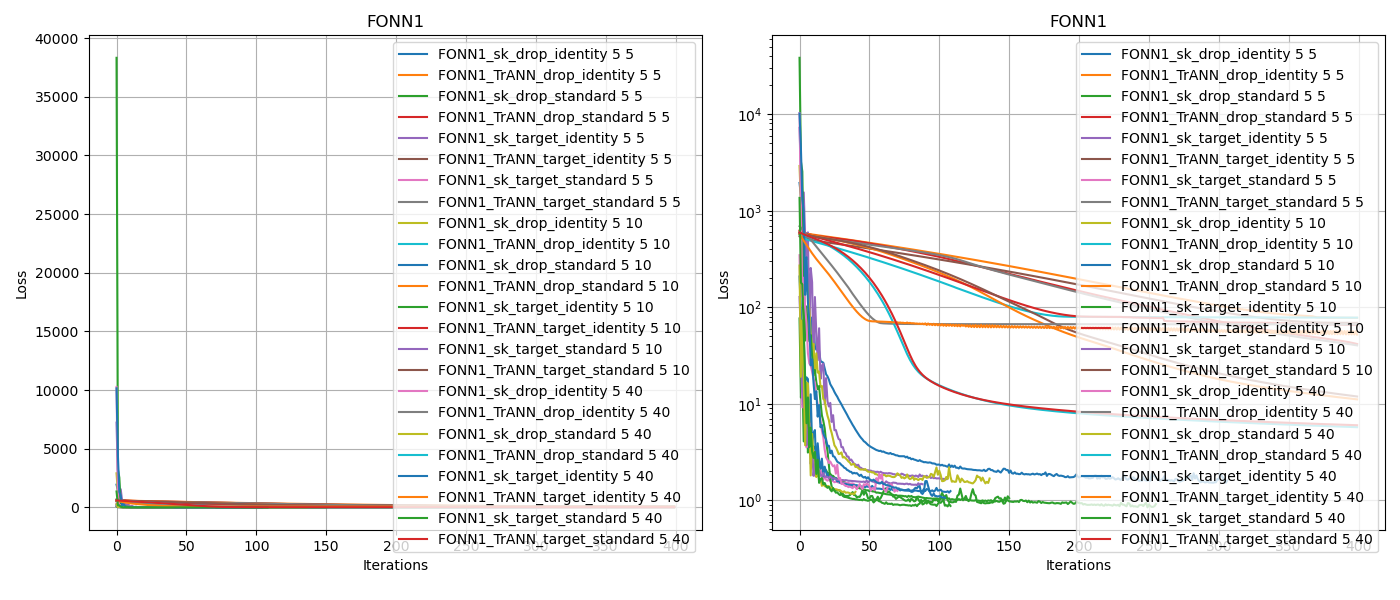 FONN1
40000
35000
30000
25000
20000
15000
10000
5000
0
Loss
0 50 100 150 200 250 300 350 400
Iterations
FONN1_sk_drop_identity 5 5
FONN1_TrANN_drop_identity 5 5
FONN1_sk_drop_standard 5 5
FONN1_TrANN_drop_standard 5 5
FONN1_sk_target_identity 5 5
FONN1_TrANN_target_identity 5 5
FONN1_sk_target_standard 5 5
FONN1_TrANN_target_standard 5 5
FONN1_sk_drop_identity 5 10
FONN1_TrANN_drop_identity 5 10
FONN1_sk_drop_standard 5 10
FONN1_TrANN_drop_standard 5 10
FONN1_sk_target_identity 5 10
FONN1_TrANN_target_identity 5 10
FONN1_sk_target_standard 5 10
FONN1_TrANN_target_standard 5 10
FONN1_sk_drop_identity 5 40
FONN1_TrANN_drop_identity 5 40
FONN1_sk_drop_standard 5 40
FONN1_TrANN_drop_standard 5 40
FONN1_sk_target_identity 5 40
FONN1_TrANN_target_identity 5 40
FONN1_sk_target_standard 5 40
FONN1_TrANN_target_standard 5 40
FONN1
10⁴
10³
10²
10¹
10⁰
Loss
0 50 100 150 200 250 300 350 400
Iterations
FONN1_sk_drop_identity 5 5
FONN1_TrANN_drop_identity 5 5
FONN1_sk_drop_standard 5 5
FONN1_TrANN_drop_standard 5 5
FONN1_sk_target_identity 5 5
FONN1_TrANN_target_identity 5 5
FONN1_sk_target_standard 5 5
FONN1_TrANN_target_standard 5 5
FONN1_sk_drop_identity 5 10
FONN1_TrANN_drop_identity 5 10
FONN1_sk_drop_standard 5 10
FONN1_TrANN_drop_standard 5 10
FONN1_sk_target_identity 5 10
FONN1_TrANN_target_identity 5 10
FONN1_sk_target_standard 5 10
FONN1_TrANN_target_standard 5 10
FONN1_sk_drop_identity 5 40
FONN1_TrANN_drop_identity 5 40
FONN1_sk_drop_standard 5 40
FONN1_TrANN_drop_standard 5 40
FONN1_sk_target_identity 5 40
FONN1_TrANN_target_identity 5 40
FONN1_sk_target_standard 5 40
FONN1_TrANN_target_standard 5 40